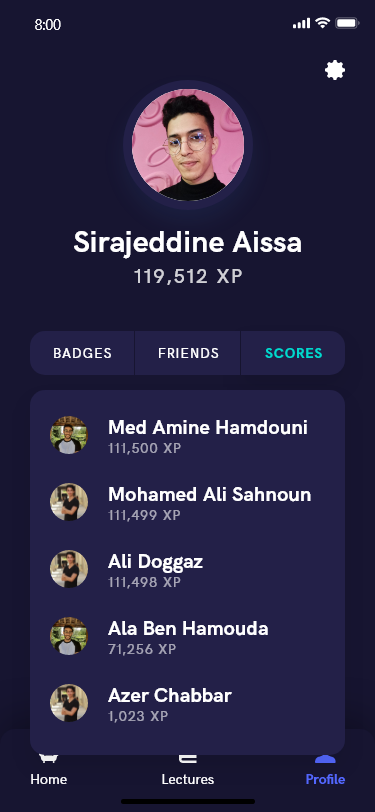 8:00
Sirajeddine Aissa
119,512 XP
BADGES FRIENDS SCORES
Med Amine Hamdouni
111,500 XP
Mohamed Ali Sahnoun
111,499 XP
Ali Doggaz
111,498 XP
Ala Ben Hamouda
71,256 XP
Azer Chabbar
1,023 XP
Home Lectures Profile